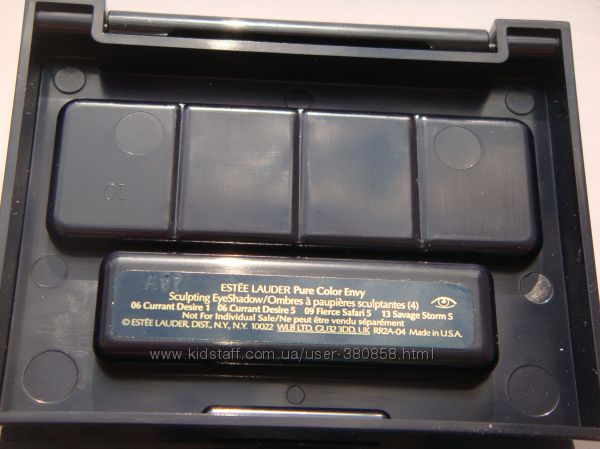 A67
ESTĒE LAUDER Pure Color Envy
Sculpting EyeShadow/Ombres à paupières sculptantes (4)
06 Currant Desire 1 06 Currant Desire 5 09 Fierce Safari 5 13 Savage Storm 5
Not For Individual Sale/Ne peut être vendu séparément
© ESTĒE LAUDER, DIST., N.Y., N.Y. 10022 WLB LTD, GU32 3DD, UK RR2A-04 Made in U.S.A.
www.kidstaff.com.ua/user-380858.html